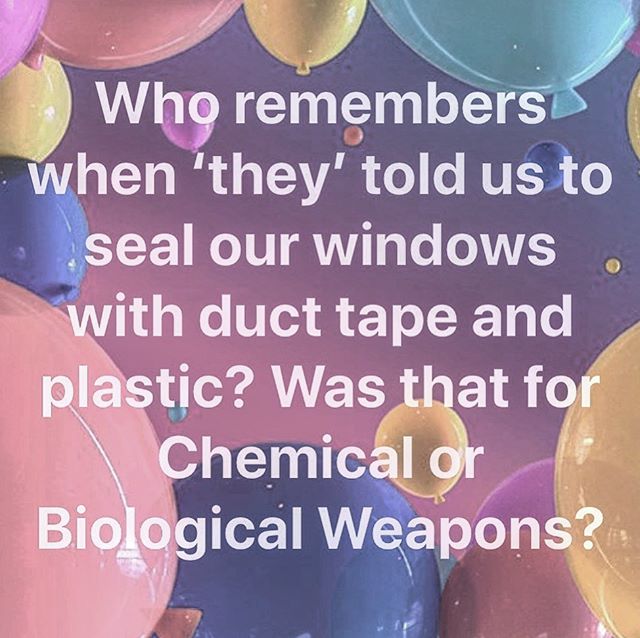 Who remembers
when ‘they’ told us to
seal our windows
with duct tape and
plastic? Was that for
Chemical or
Biological Weapons?